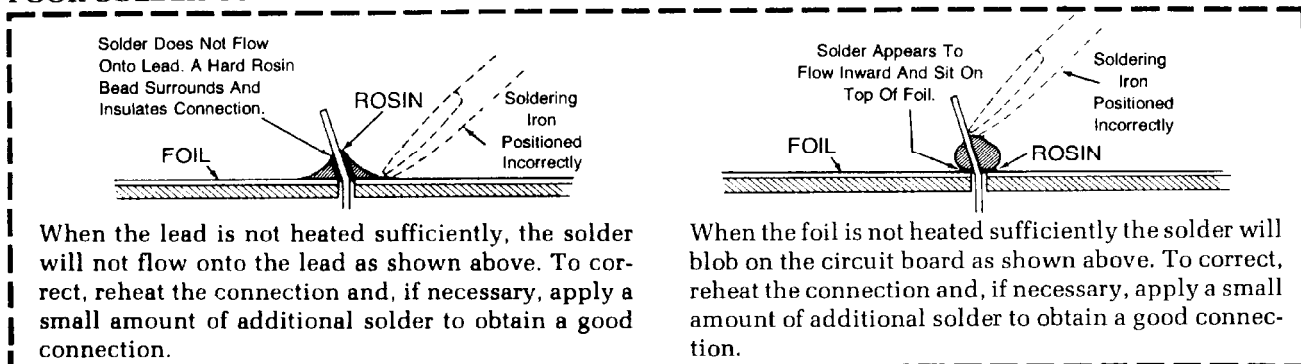 Solder Does Not Flow
Onto Lead. A Hard Rosin
Bead Surrounds And
Insulates Connection.
ROSIN
Soldering
Iron
Positioned
Incorrectly
FOIL
When the lead is not heated sufficiently, the solder
will not flow onto the lead as shown above. To cor-
rect, reheat the connection and, if necessary, apply a
small amount of additional solder to obtain a good
connection.
Solder Appears To
Flow Inward And Sit On
Top Of Foil.
Soldering
Iron
Positioned
Incorrectly
FOIL
ROSIN
When the foil is not heated sufficiently the solder will
blob on the circuit board as shown above. To correct,
reheat the connection and, if necessary, apply a small
amount of additional solder to obtain a good connec-
tion.